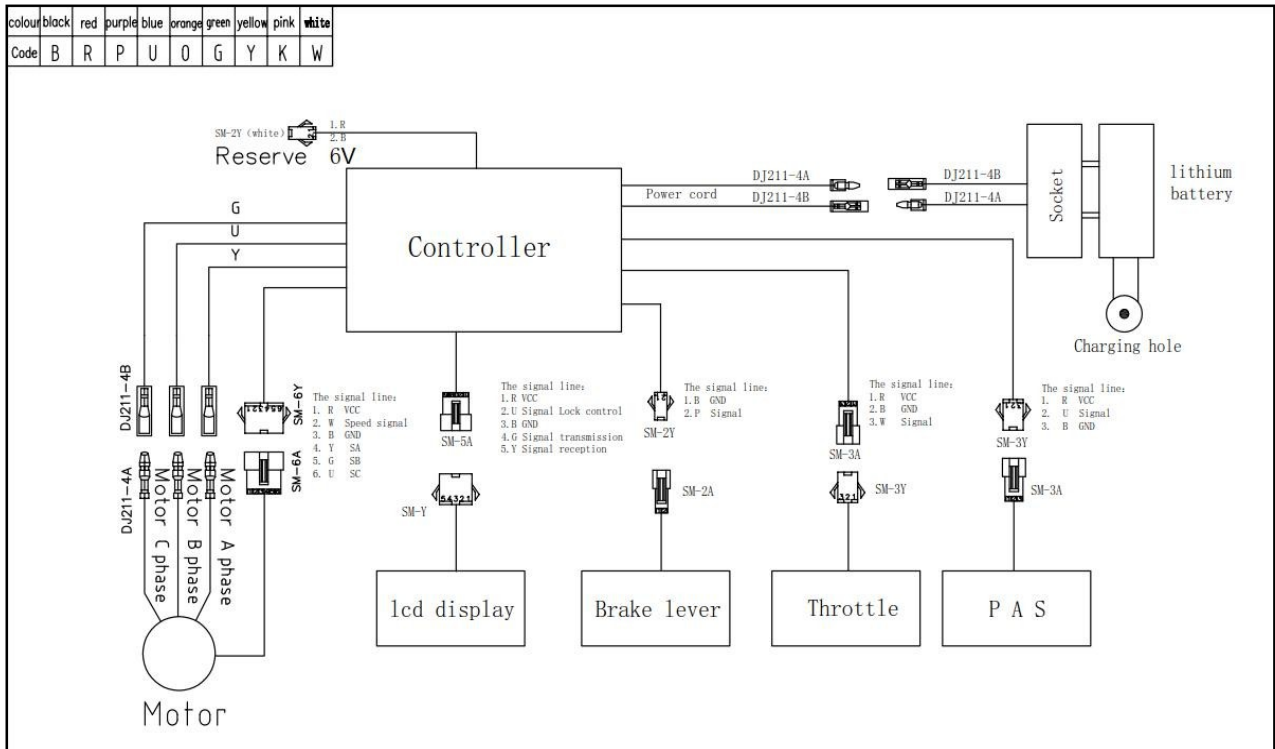 colour black red purple blue orange green yellow pink white
Code B R P U O G Y K W
SM-2Y (white)
1.R
2.B
Reserve 6V
DJ211-4A
Power cord
DJ211-4B
DJ211-4B
DJ211-4A
Socket
lithium
battery
Charging hole
Controller
G
U
Y
DJ211-4B
DJ211-4A
SM-6Y
SM-6A
The signal line:
1. R VCC
2. W Speed signal
3. B GND
4. Y SA
5. G SB
6. U SC
Motor C phase
Motor B phase
Motor A phase
Motor
The signal line:
1.R VCC
2.U Signal Lock control
3.B GND
4.G Signal transmission
5.Y Signal reception
SM-5A
54321
SM-Y
lcd display
The signal line:
1.B GND
2.P Signal
SM-2Y
SM-2A
Brake lever
The signal line:
1.R VCC
2.B GND
3.W Signal
SM-3A
321
SM-3Y
Throttle
The signal line:
1. R VCC
2. U Signal
3. B GND
SM-3Y
SM-3A
P A S